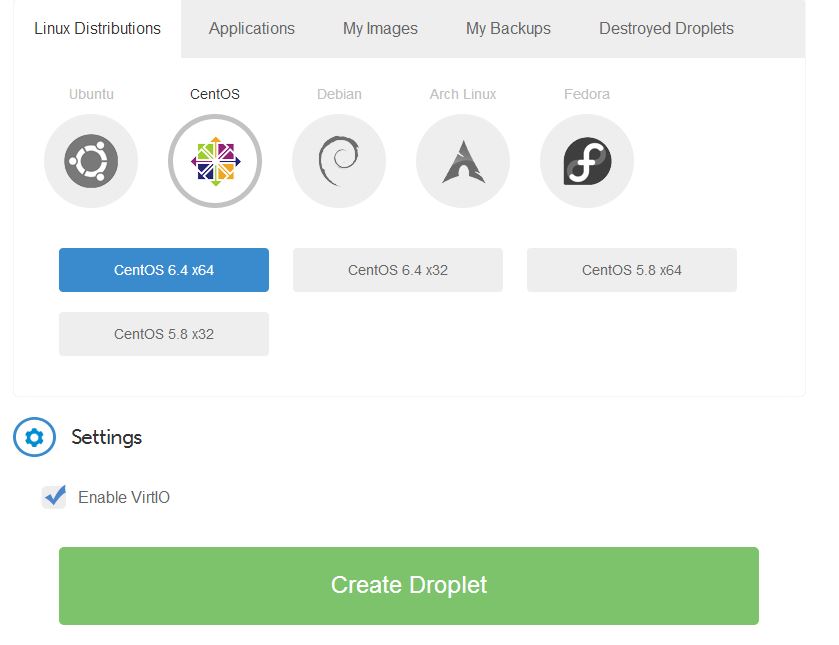 Linux Distributions Applications My Images My Backups Destroyed Droplets
Ubuntu CentOS Debian Arch Linux Fedora
CentOS 6.4 x64 CentOS 6.4 x32 CentOS 5.8 x64
CentOS 5.8 x32
Settings
Enable VirtIO
Create Droplet